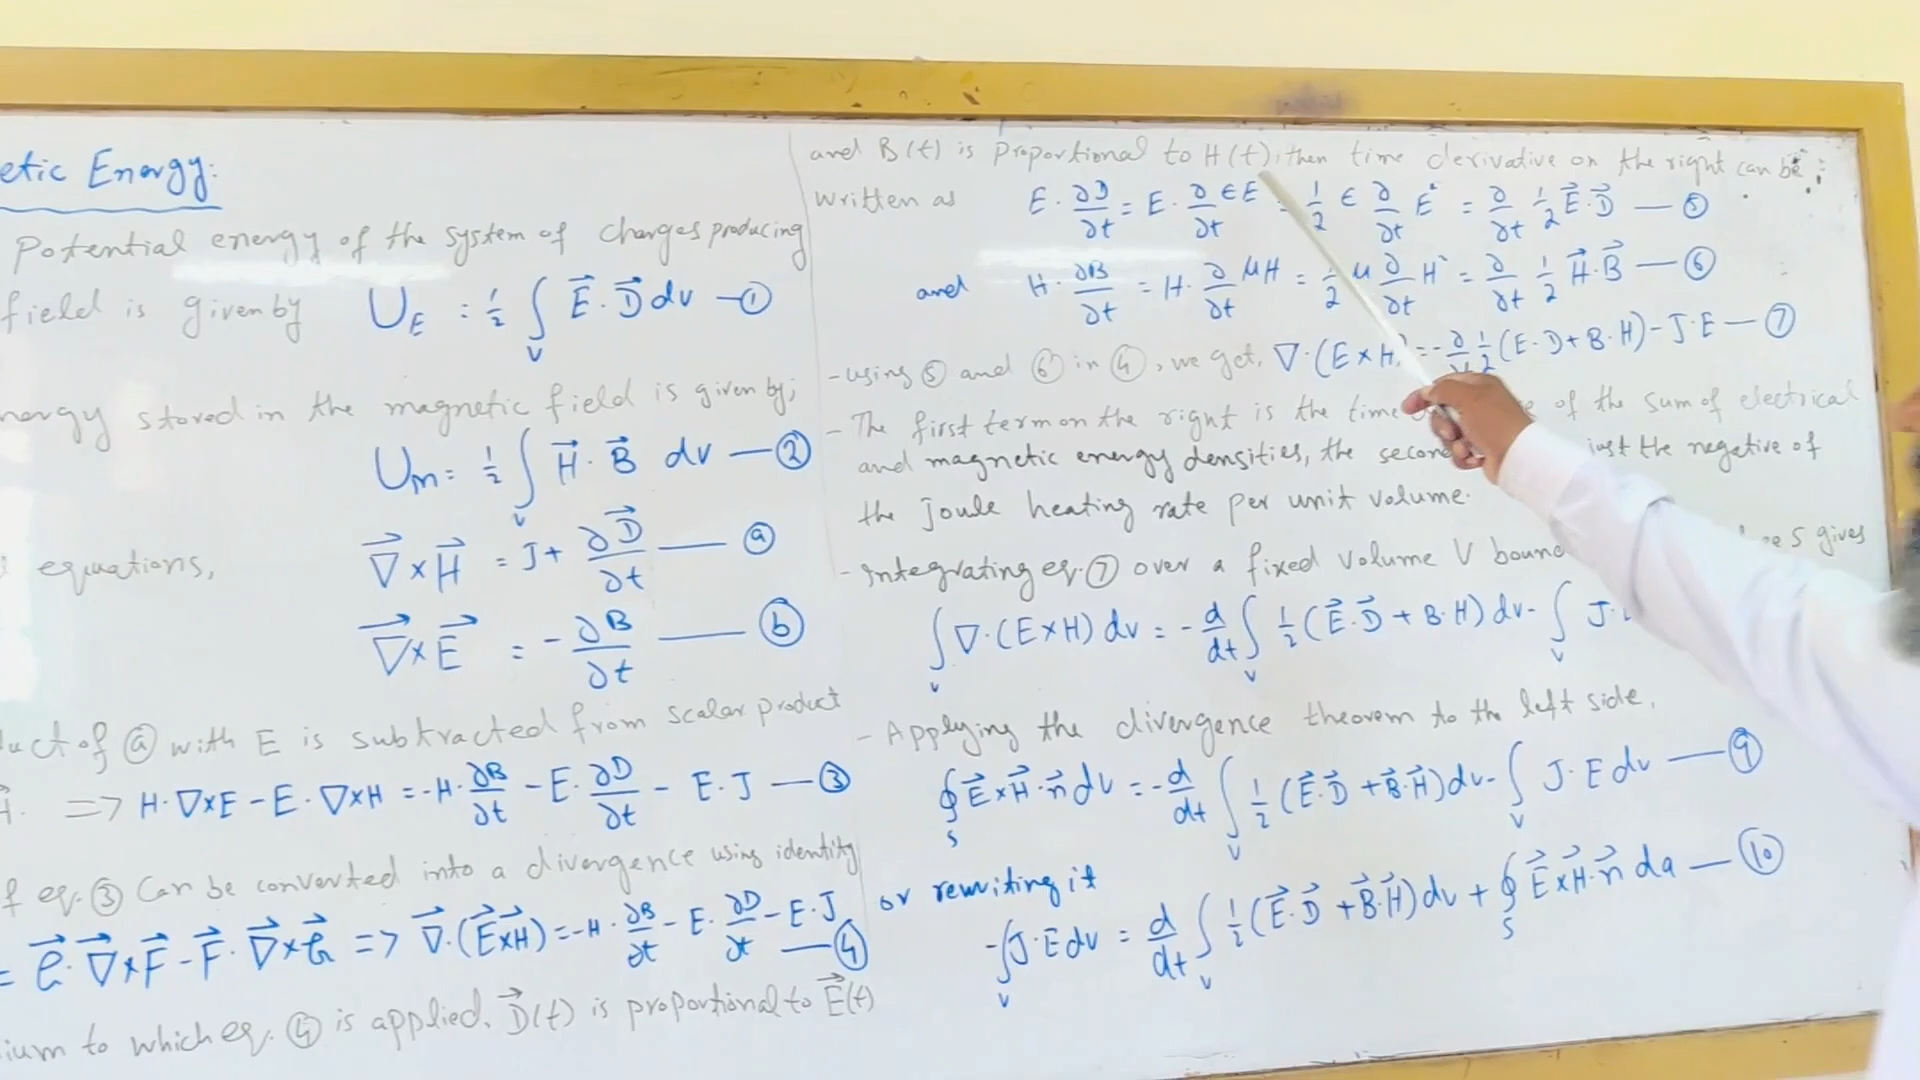 etic Energy:
Potential energy of the system of charges producing
field is given by U_E = 1/2 ∫_v E⃗ · D⃗ dv — ①
nergy stored in the magnetic field is given by;
U_m = 1/2 ∫_v H⃗ · B⃗ dv — ②
equations, ∇⃗ × H⃗ = J + ∂D⃗/∂t — ⓐ
∇⃗ × E⃗ = - ∂B/∂t — ⓑ
uct of ⓐ with E is subtracted from scalar product
H⃗. => H · ∇×E - E · ∇×H = -H · ∂B/∂t - E · ∂D/∂t - E · J — ③
f eq. ③ Can be converted into a divergence using identity
= G⃗ · ∇⃗×F⃗ - F⃗ · ∇⃗×G⃗ => ∇⃗ · (E⃗×H⃗) = -H · ∂B/∂t - E · ∂D/∂t - E · J — ④
ium to which eq. ④ is applied, D⃗(t) is proportional to E⃗(t)
and B(t) is proportional to H(t), then time derivative on the right can be
written as E · ∂D/∂t = E · ∂/∂t ϵE = 1/2 ϵ ∂/∂t E² = ∂/∂t 1/2 E⃗ · D⃗ — ⑤
and H · ∂B/∂t = H · ∂/∂t μH = 1/2 μ ∂/∂t H² = ∂/∂t 1/2 H⃗ · B⃗ — ⑥
- using ⑤ and ⑥ in ④, we get, ∇ · (E × H) = - ∂/∂t 1/2 (E · D + B · H) - J · E — ⑦
- The first term on the right is the time of the sum of electrical
and magnetic energy densities, the second just the negative of
the joule heating rate per unit volume.
- Integrating eq. ⑦ over a fixed volume V S gives
∫_v ∇ · (E×H) dv = - d/dt ∫_v 1/2 (E⃗ · D⃗ + B · H) dv - ∫_v J ·
- Applying the divergence theorem to the left side,
∮_s E⃗ × H⃗ · n⃗ dv = - d/dt ∫_v 1/2 (E⃗ · D⃗ + B⃗ · H⃗) dv - ∫_v J · E dv — ⑨
or rewriting it
- ∫_v J · E dv = d/dt ∫_v 1/2 (E⃗ · D⃗ + B⃗ · H⃗) dv + ∮_s E⃗ × H⃗ · n⃗ da — ⑩